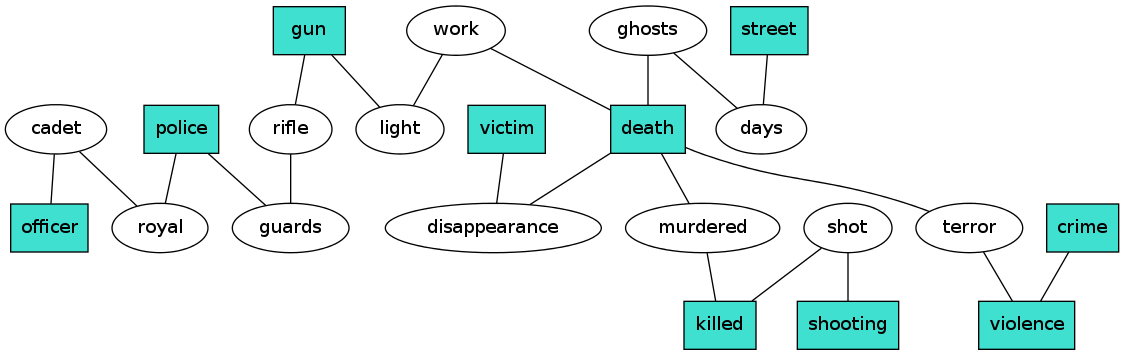 gun
work
ghosts
street
cadet
police
rifle
light
victim
death
days
officer
royal
guards
disappearance
murdered
shot
terror
crime
killed
shooting
violence